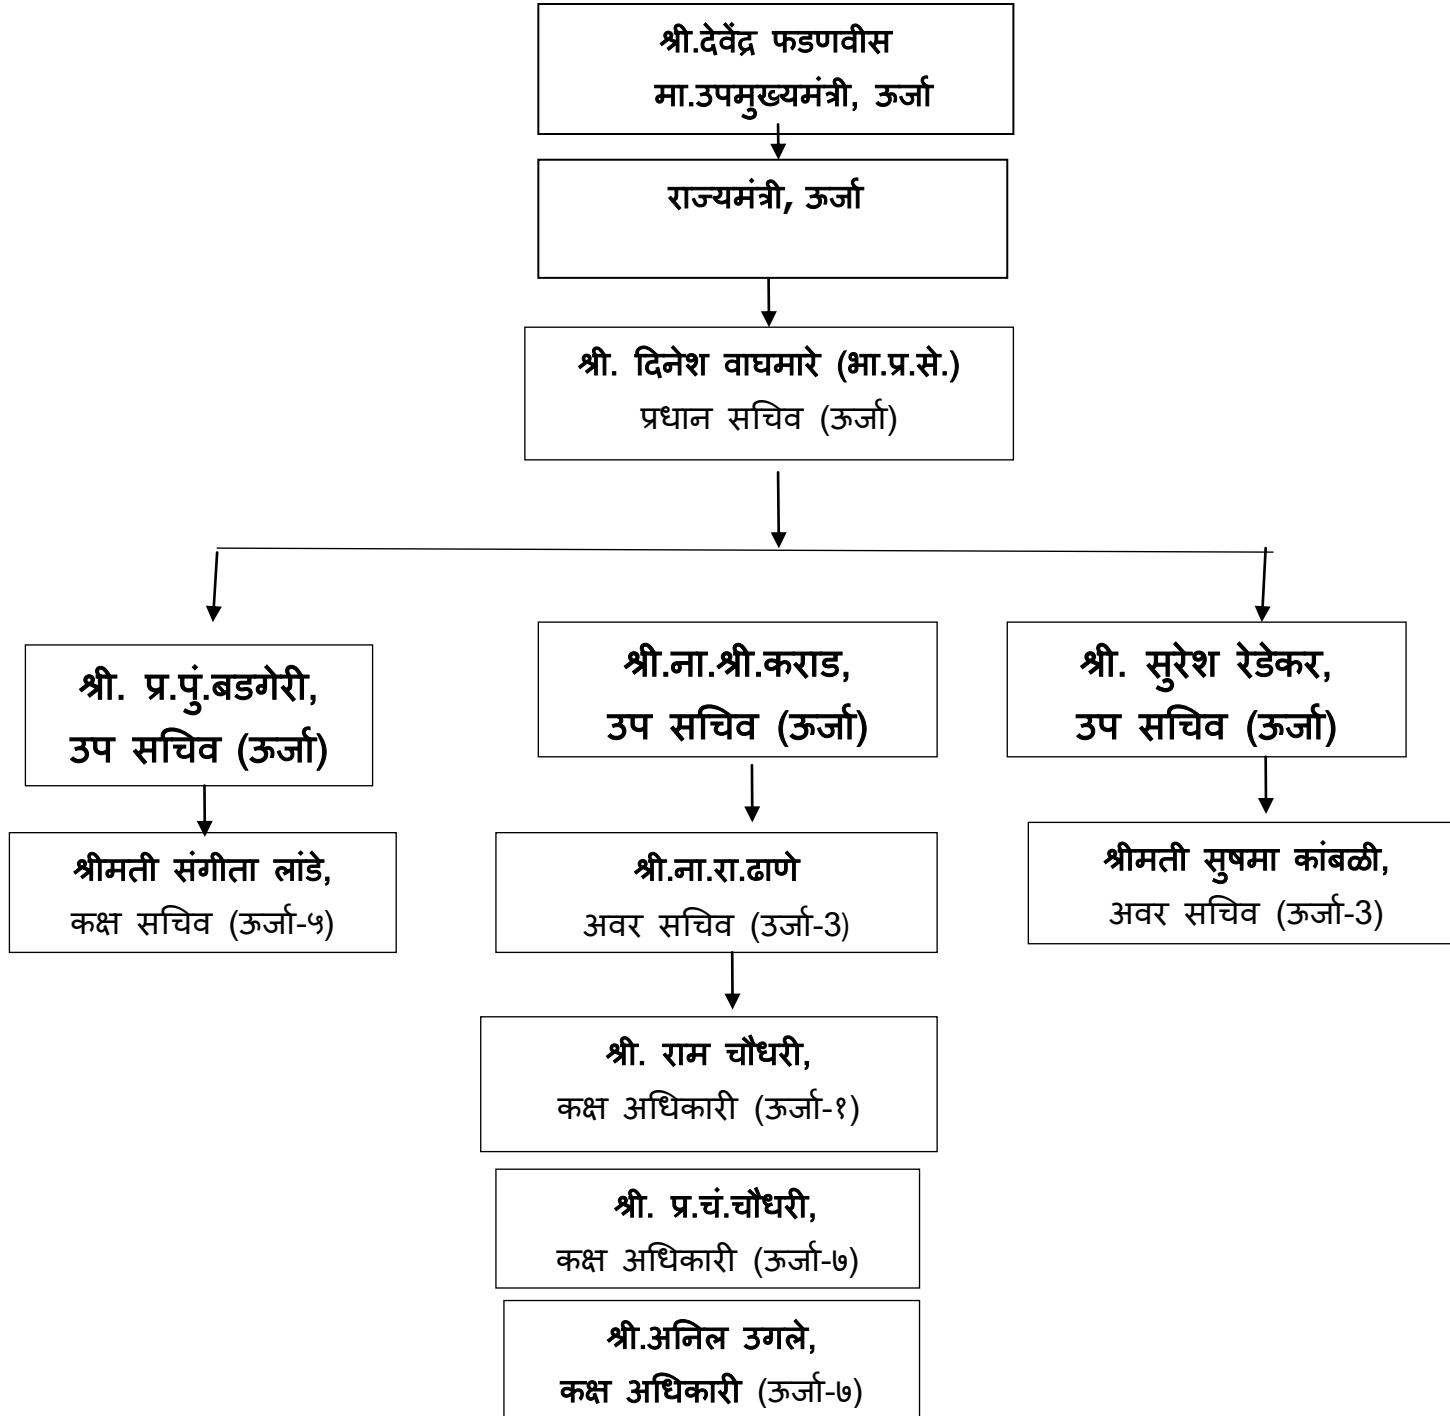 श्री.देवेंद्र फडणवीस
मा.उपमुख्यमंत्री, ऊर्जा
राज्यमंत्री, ऊर्जा
श्री. दिनेश वाघमारे (भा.प्र.से.)
प्रधान सचिव (ऊर्जा)
श्री. प्र.पुं.बडगेरी,
उप सचिव (ऊर्जा)
श्रीमती संगीता लांडे,
कक्ष सचिव (ऊर्जा-५)
श्री.ना.श्री.कराड,
उप सचिव (ऊर्जा)
श्री.ना.रा.ढाणे
अवर सचिव (उर्जा-3)
श्री. राम चौधरी,
कक्ष अधिकारी (ऊर्जा-१)
श्री. प्र.चं.चौधरी,
कक्ष अधिकारी (ऊर्जा-७)
श्री.अनिल उगले,
कक्ष अधिकारी (ऊर्जा-७)
श्री. सुरेश रेडेकर,
उप सचिव (ऊर्जा)
श्रीमती सुषमा कांबळी,
अवर सचिव (ऊर्जा-3)